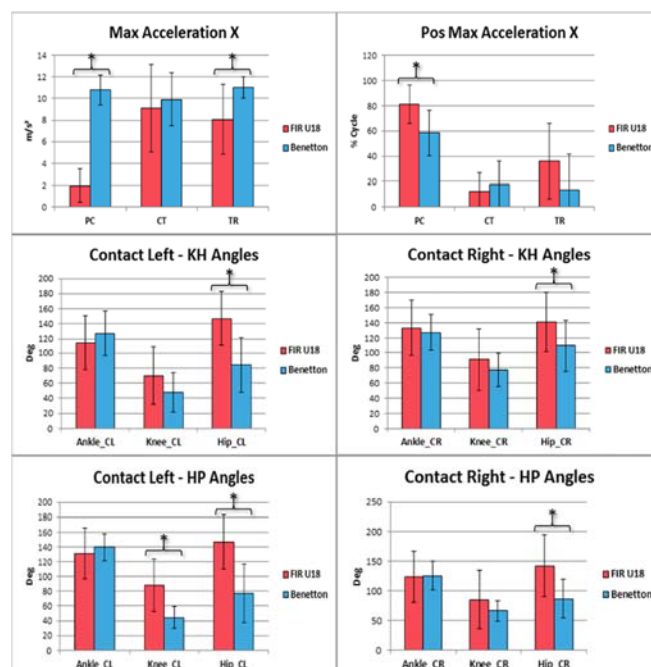 Max Acceleration X
*
*
m/s²
14
12
10
8
6
4
2
0
PC
CT
TR
FIR U18
Benetton
Pos Max Acceleration X
*
% Cycle
120
100
80
60
40
20
0
PC
CT
TR
FIR U18
Benetton
Contact Left - KH Angles
*
Deg
200
180
160
140
120
100
80
60
40
20
0
Ankle_CL
Knee_CL
Hip_CL
FIR U18
Benetton
Contact Right - KH Angles
*
Deg
200
180
160
140
120
100
80
60
40
20
0
Ankle_CR
Knee_CR
Hip_CR
FIR U18
Benetton
Contact Left - HP Angles
*
*
Deg
200
180
160
140
120
100
80
60
40
20
0
Ankle_CL
Knee_CL
Hip_CL
FIR U18
Benetton
Contact Right - HP Angles
*
Deg
250
200
150
100
50
0
Ankle_CR
Knee_CR
Hip_CR
FIR U18
Benetton